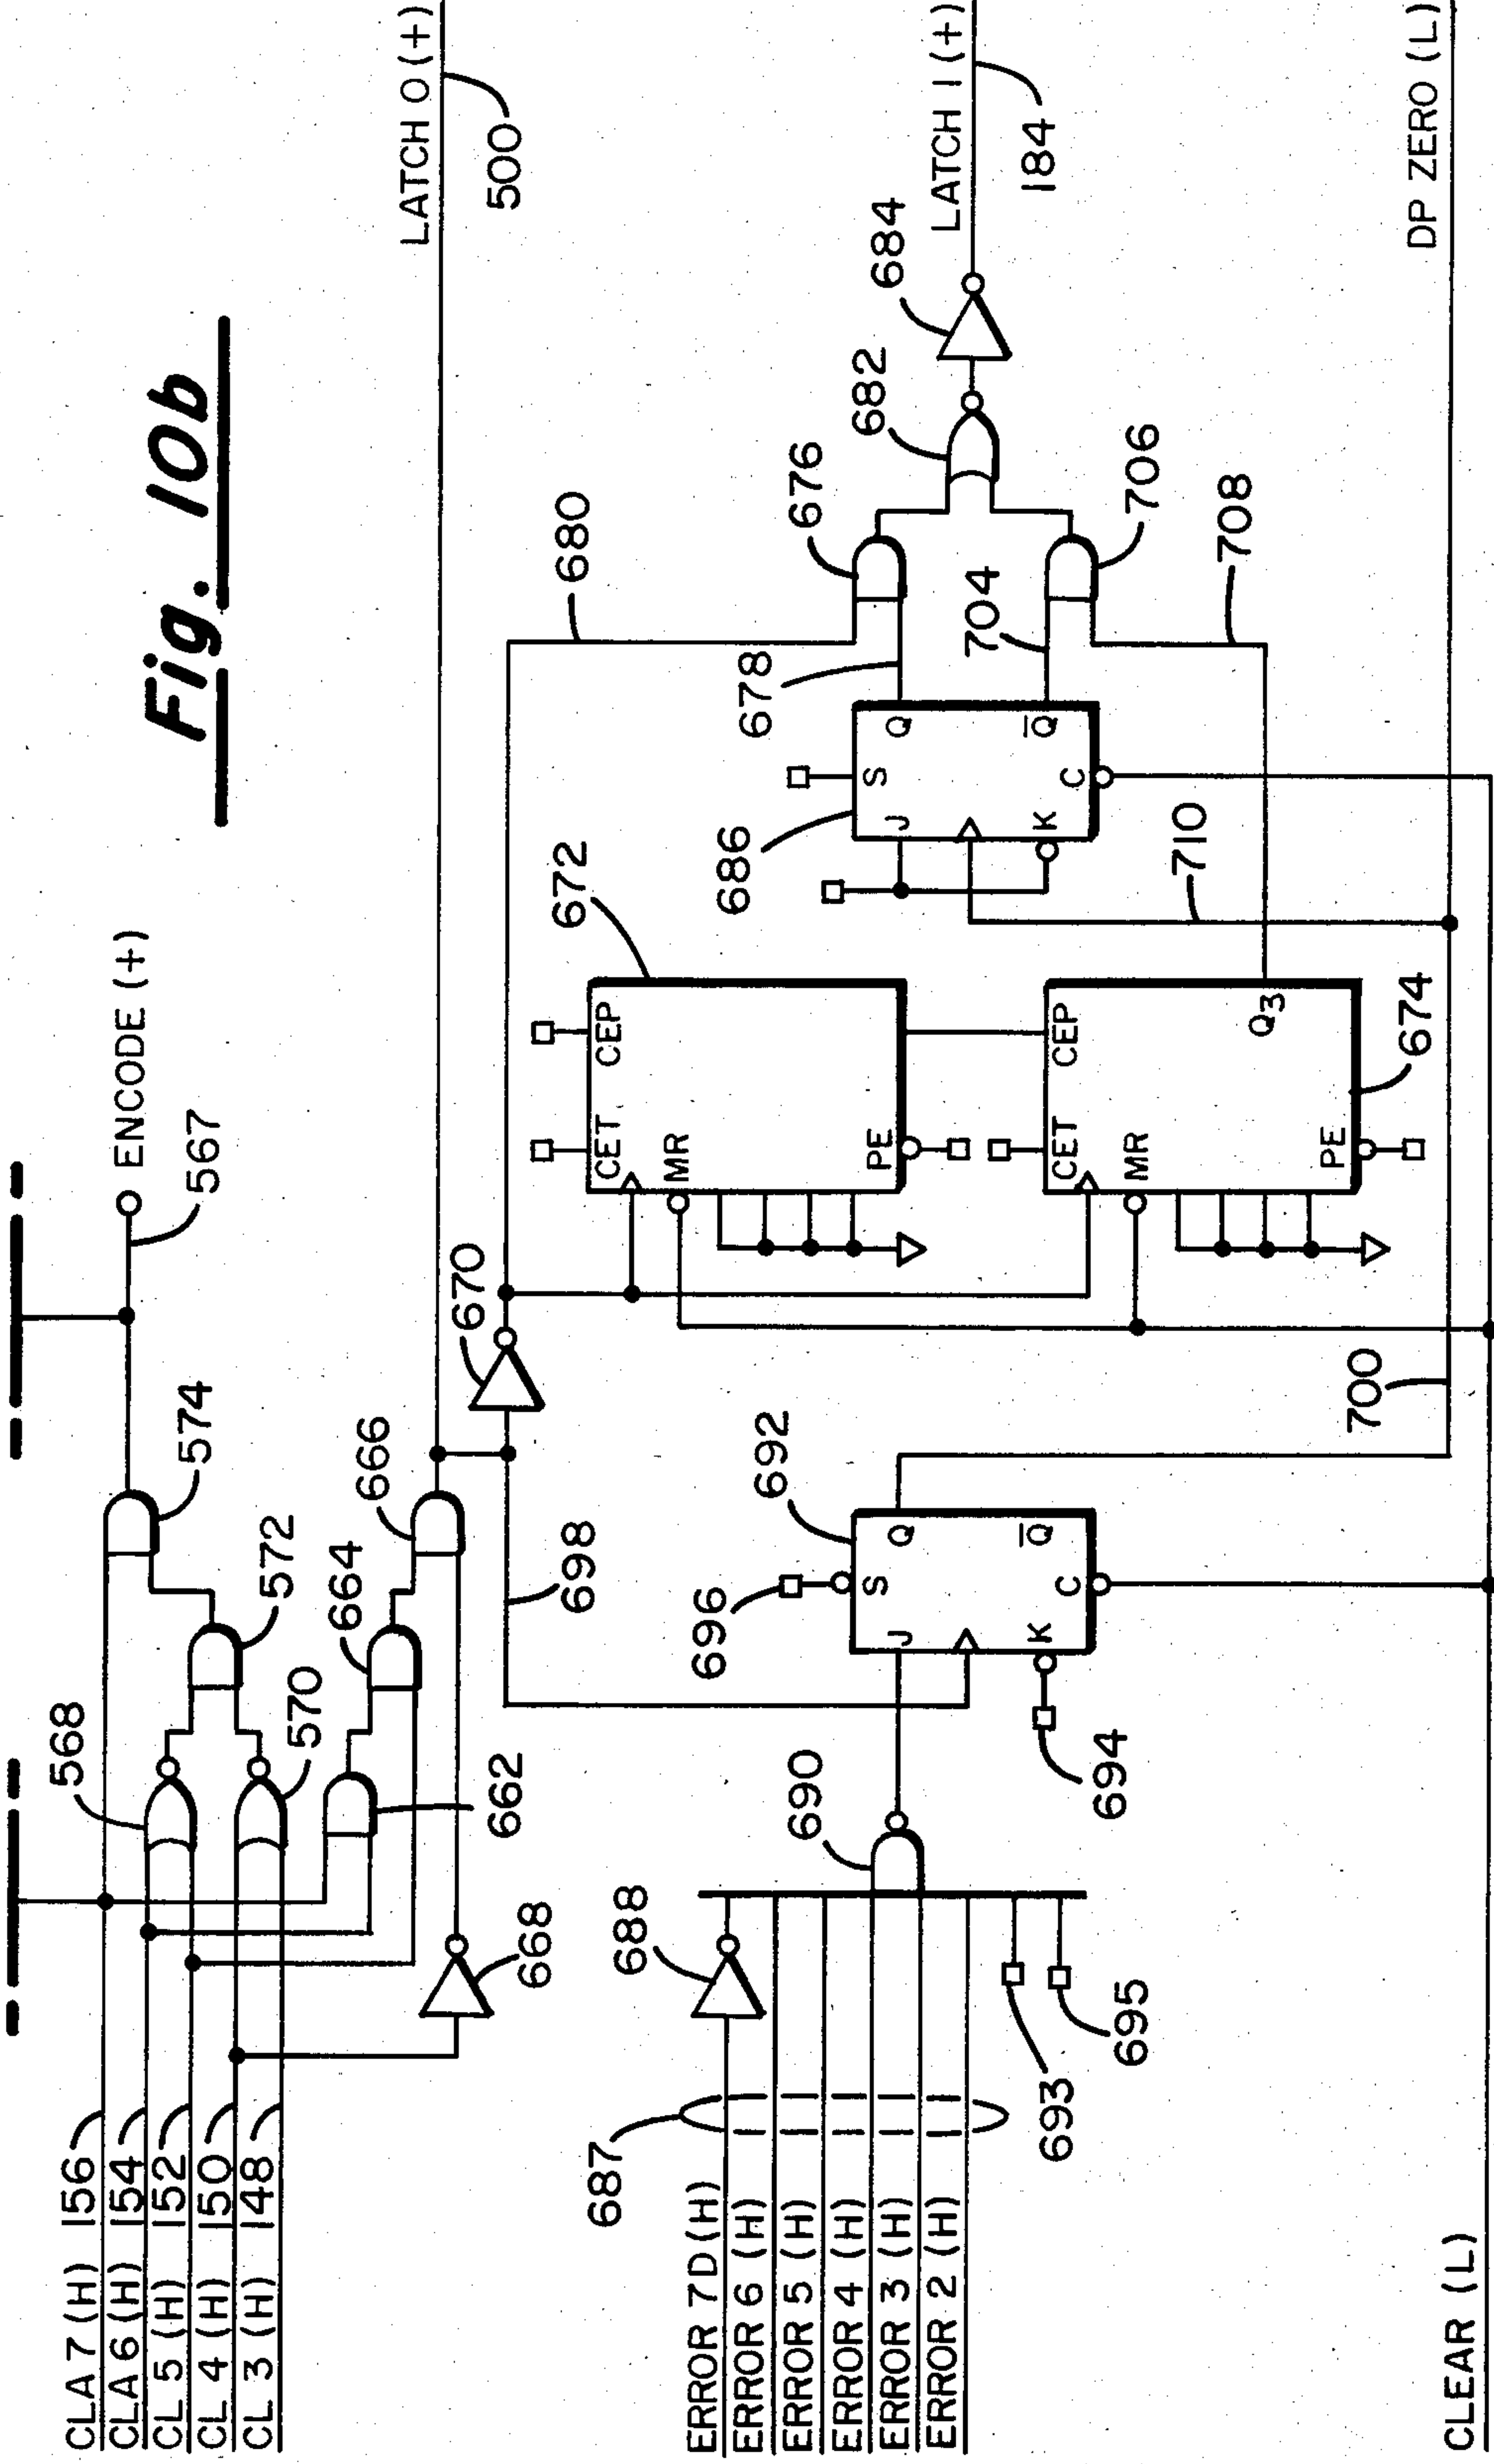 Fig. 10b
CLA 7 (H) 156
CLA 6 (H) 154
CL 5 (H) 152
CL 4 (H) 150
CL 3 (H) 148
568
570
572
574
567
ENCODE (+)
662
664
666
668
LATCH 0 (+)
500
670
698
680
672
CET
CEP
MR
PE
CET
CEP
MR
PE
Q3
674
ERROR 7D (H)
ERROR 6 (H)
ERROR 5 (H)
ERROR 4 (H)
ERROR 3 (H)
ERROR 2 (H)
687
688
690
693
695
692
696
694
J
S
Q
K
C
Q̅
686
J
S
Q
K
C
Q̅
678
704
676
706
708
710
682
684
LATCH 1 (+)
184
700
DP ZERO (L)
CLEAR (L)